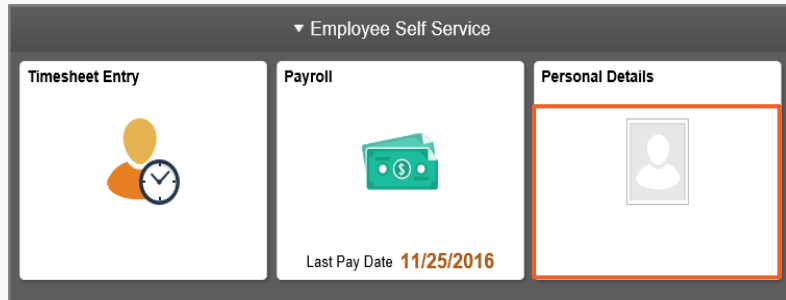 ▼ Employee Self Service
Timesheet Entry
Payroll
Personal Details
$
Last Pay Date 11/25/2016